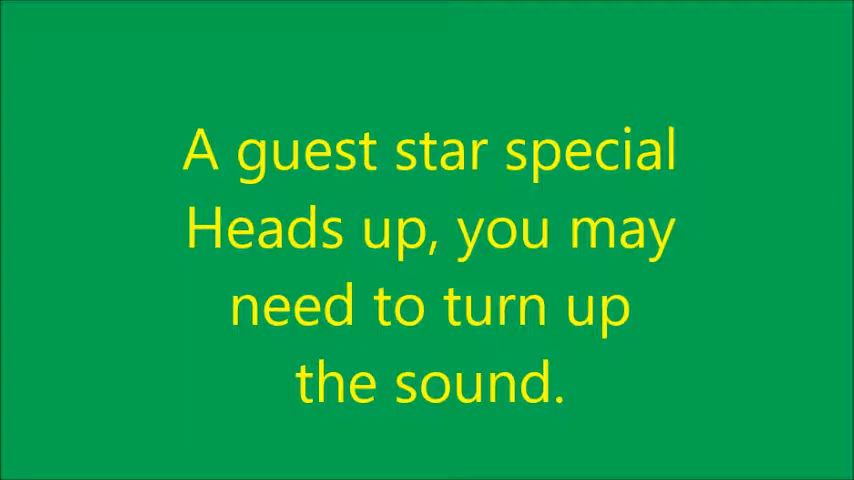 A guest star special
Heads up, you may
need to turn up
the sound.